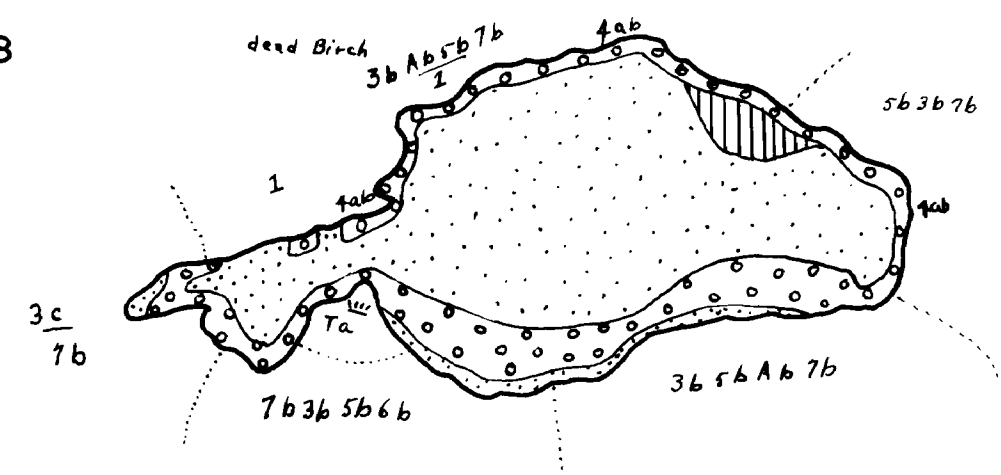 B
dead Birch
3b Ab 5b 7b
1
4ab
5b 3b 7b
1
4ab
4ab
3c
7b
Ta
7b 3b 5b 6b
3b 5b Ab 7b